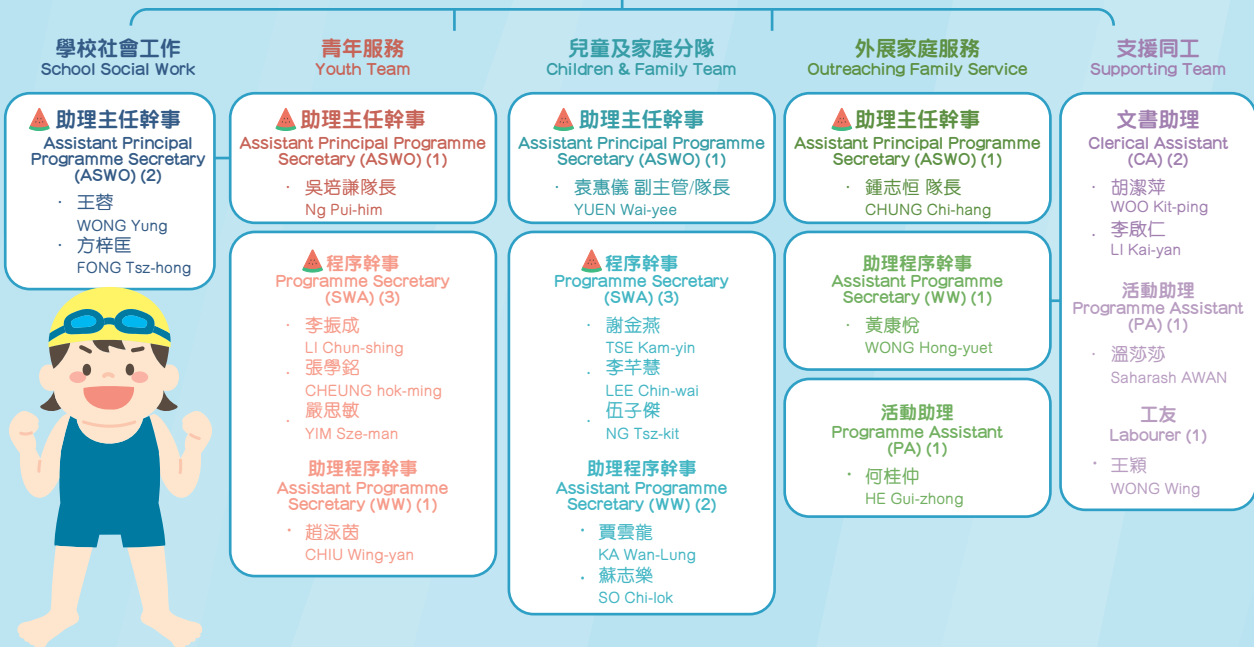 學校社會工作
School Social Work
助理主任幹事
Assistant Principal
Programme Secretary
(ASWO) (2)
· 王蓉
WONG Yung
· 方梓匡
FONG Tsz-hong
青年服務
Youth Team
助理主任幹事
Assistant Principal Programme
Secretary (ASWO) (1)
· 吳培謙隊長
Ng Pui-him
程序幹事
Programme Secretary
(SWA) (3)
· 李振成
LI Chun-shing
· 張學銘
CHEUNG hok-ming
· 嚴思敏
YIM Sze-man
助理程序幹事
Assistant Programme
Secretary (WW) (1)
· 趙泳茵
CHIU Wing-yan
兒童及家庭分隊
Children & Family Team
助理主任幹事
Assistant Principal Programme
Secretary (ASWO) (1)
· 袁惠儀 副主管/隊長
YUEN Wai-yee
程序幹事
Programme Secretary
(SWA) (3)
· 謝金燕
TSE Kam-yin
· 李芊慧
LEE Chin-wai
· 伍子傑
NG Tsz-kit
助理程序幹事
Assistant Programme
Secretary (WW) (2)
· 賈雲龍
KA Wan-Lung
· 蘇志樂
SO Chi-lok
外展家庭服務
Outreaching Family Service
助理主任幹事
Assistant Principal Programme
Secretary (ASWO) (1)
· 鍾志恒 隊長
CHUNG Chi-hang
助理程序幹事
Assistant Programme
Secretary (WW) (1)
· 黃康悅
WONG Hong-yuet
活動助理
Programme Assistant
(PA) (1)
· 何桂仲
HE Gui-zhong
支援同工
Supporting Team
文書助理
Clerical Assistant
(CA) (2)
· 胡潔萍
WOO Kit-ping
· 李啟仁
LI Kai-yan
活動助理
Programme Assistant
(PA) (1)
· 溫莎莎
Saharash AWAN
工友
Labourer (1)
· 王穎
WONG Wing